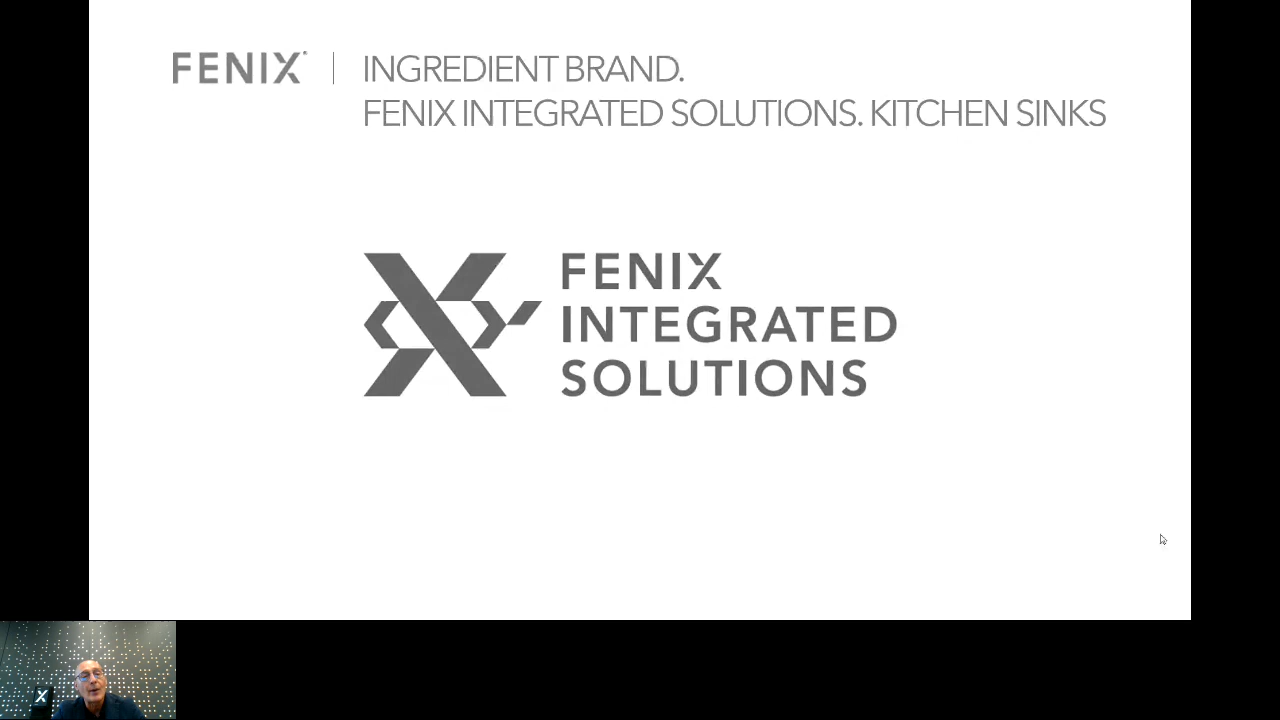 FENIX® | INGREDIENT BRAND.
FENIX INTEGRATED SOLUTIONS. KITCHEN SINKS
FENIX
INTEGRATED
SOLUTIONS
X